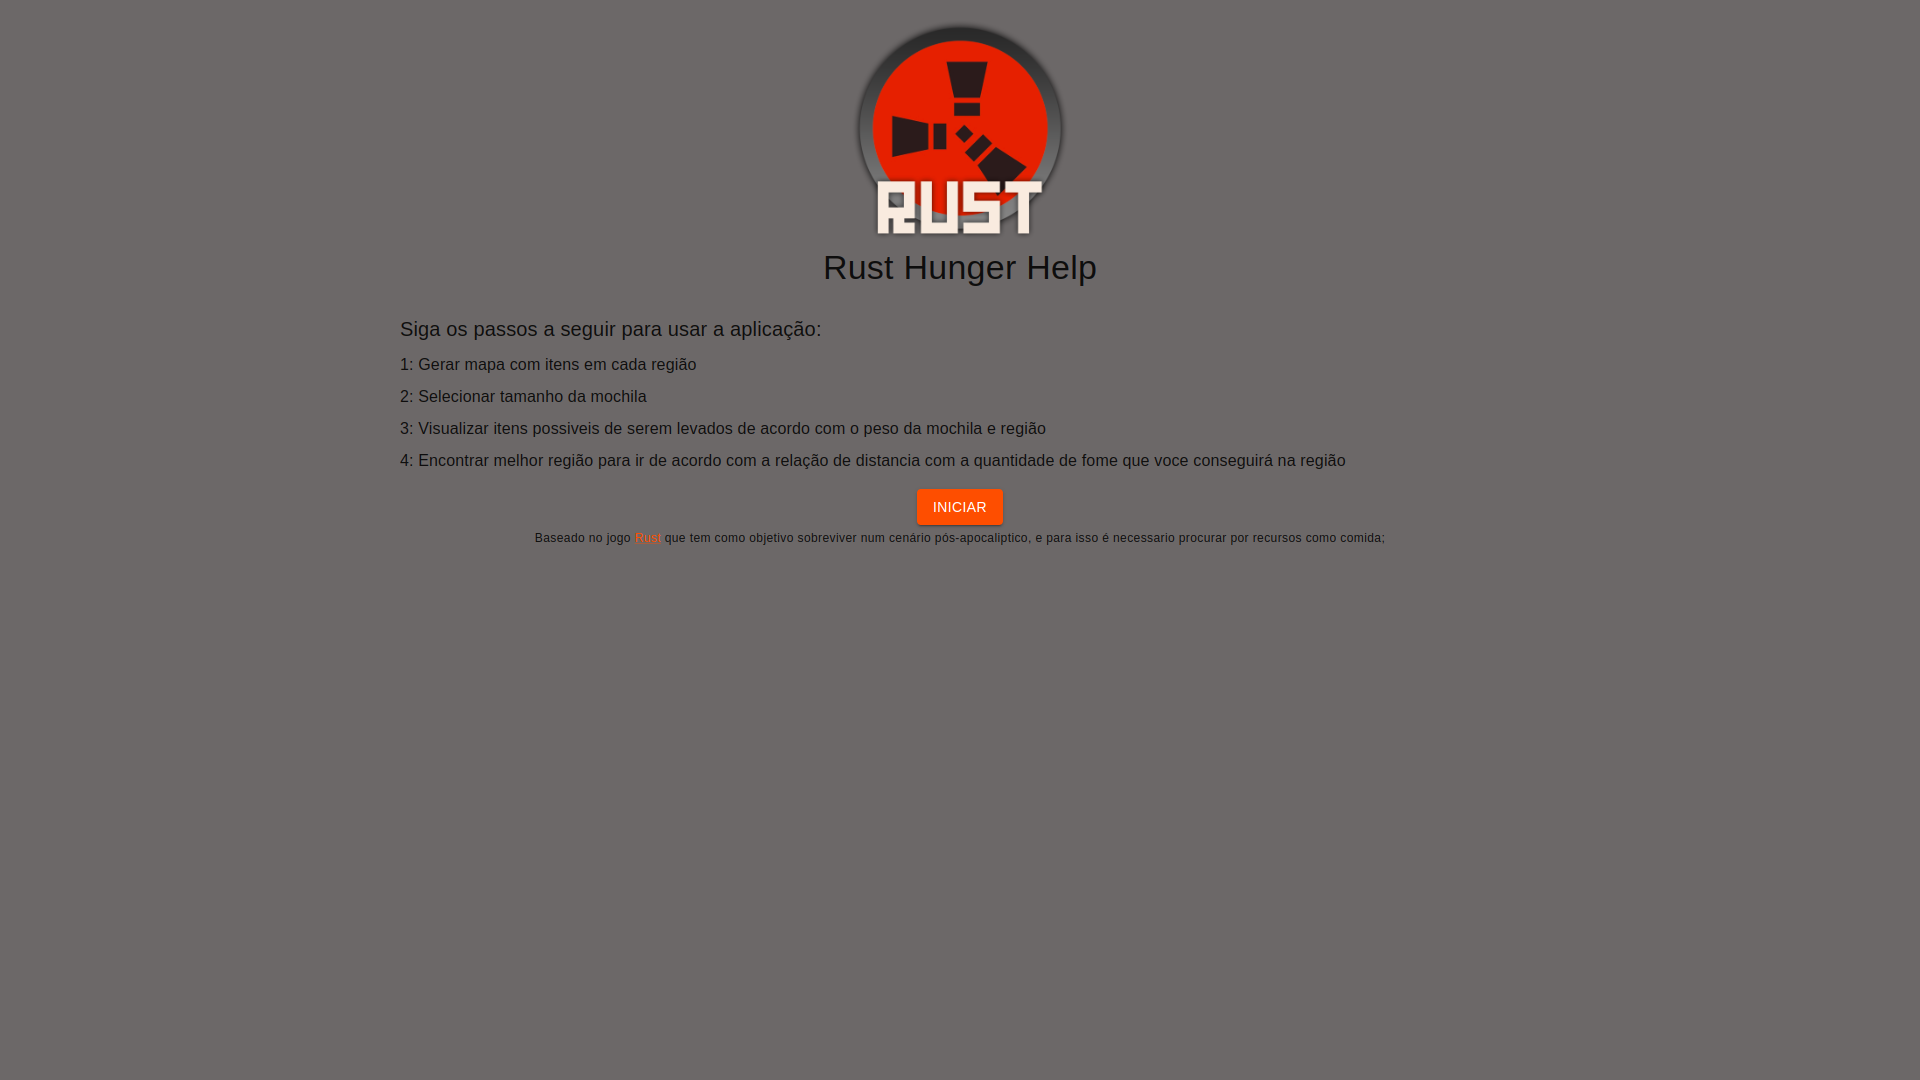 RUST
Rust Hunger Help
Siga os passos a seguir para usar a aplicação:
1: Gerar mapa com itens em cada região
2: Selecionar tamanho da mochila
3: Visualizar itens possiveis de serem levados de acordo com o peso da mochila e região
4: Encontrar melhor região para ir de acordo com a relação de distancia com a quantidade de fome que voce conseguirá na região
INICIAR
Baseado no jogo Rust que tem como objetivo sobreviver num cenário pós-apocaliptico, e para isso é necessario procurar por recursos como comida;